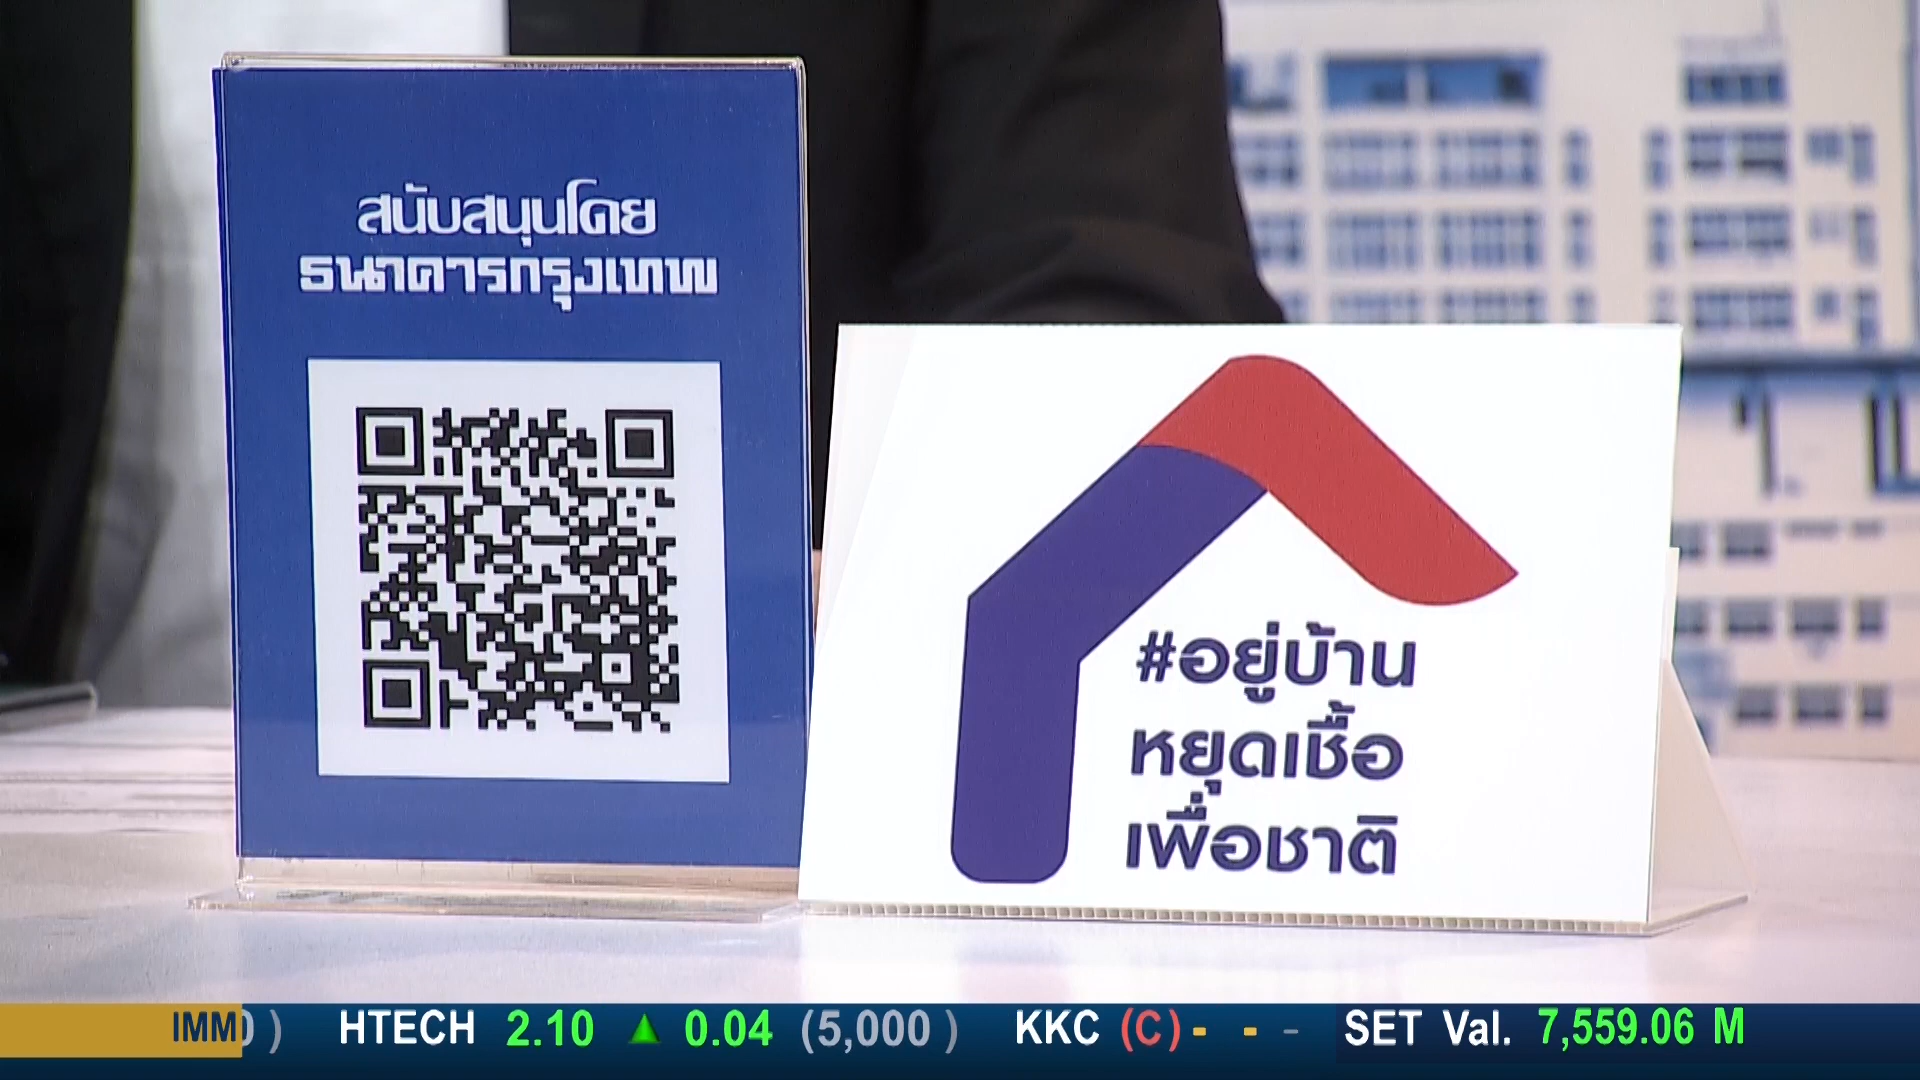 สนับสนุนโดย
ธนาคารกรุงเทพ
#อยู่บ้าน
หยุดเชื้อ
เพื่อชาติ
IMM ) HTECH 2.10 ▲ 0.04 (5,000 ) KKC (C) - - - SET Val. 7,559.06 M